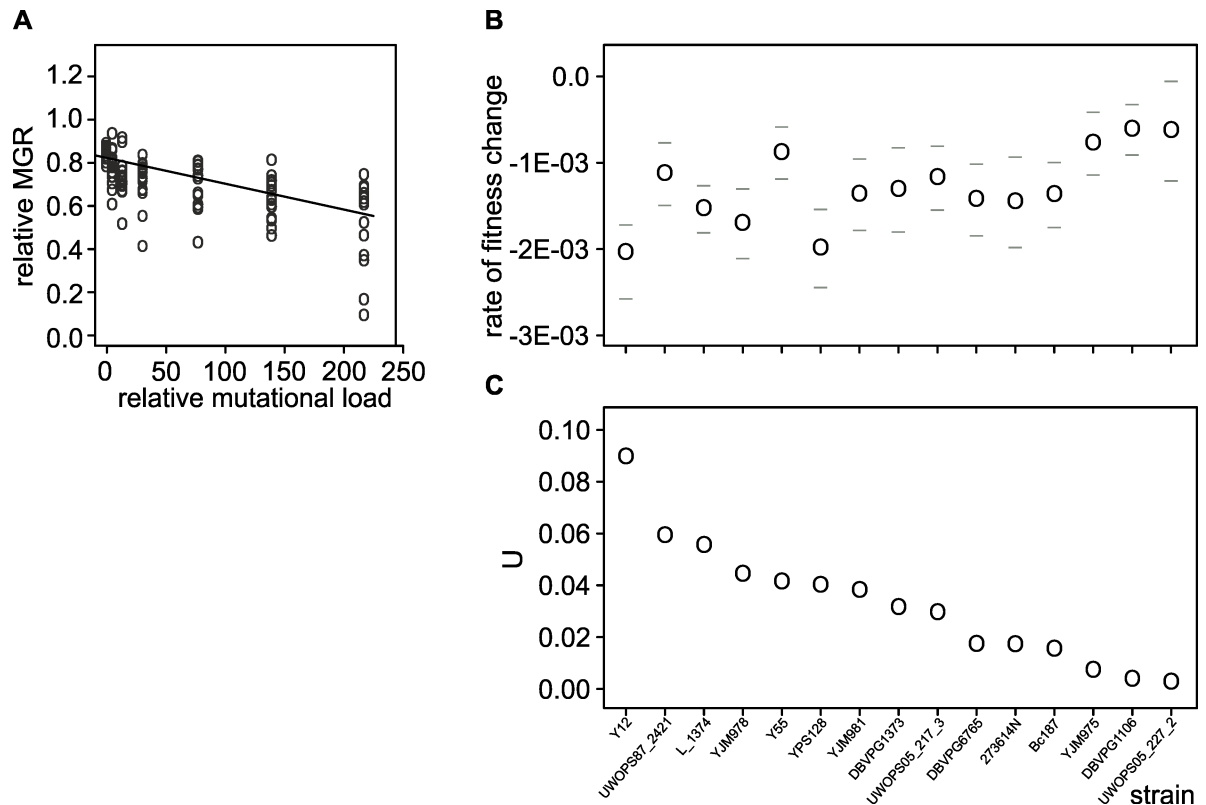 A
1.2
1.0
0.8
0.6
0.4
0.2
0.0
relative MGR
0 50 100 150 200 250
relative mutational load
B
0.0
-1E-03
-2E-03
-3E-03
rate of fitness change
C
0.10
0.08
0.06
0.04
0.02
0.00
U
Y12
UWOPS87_2421
L_1374
YJM978
Y55
YPS128
YJM981
DBVPG1373
UWOPS05_217_3
DBVPG6765
273614N
Bc187
YJM975
DBVPG1106
UWOPS05_227_2
strain